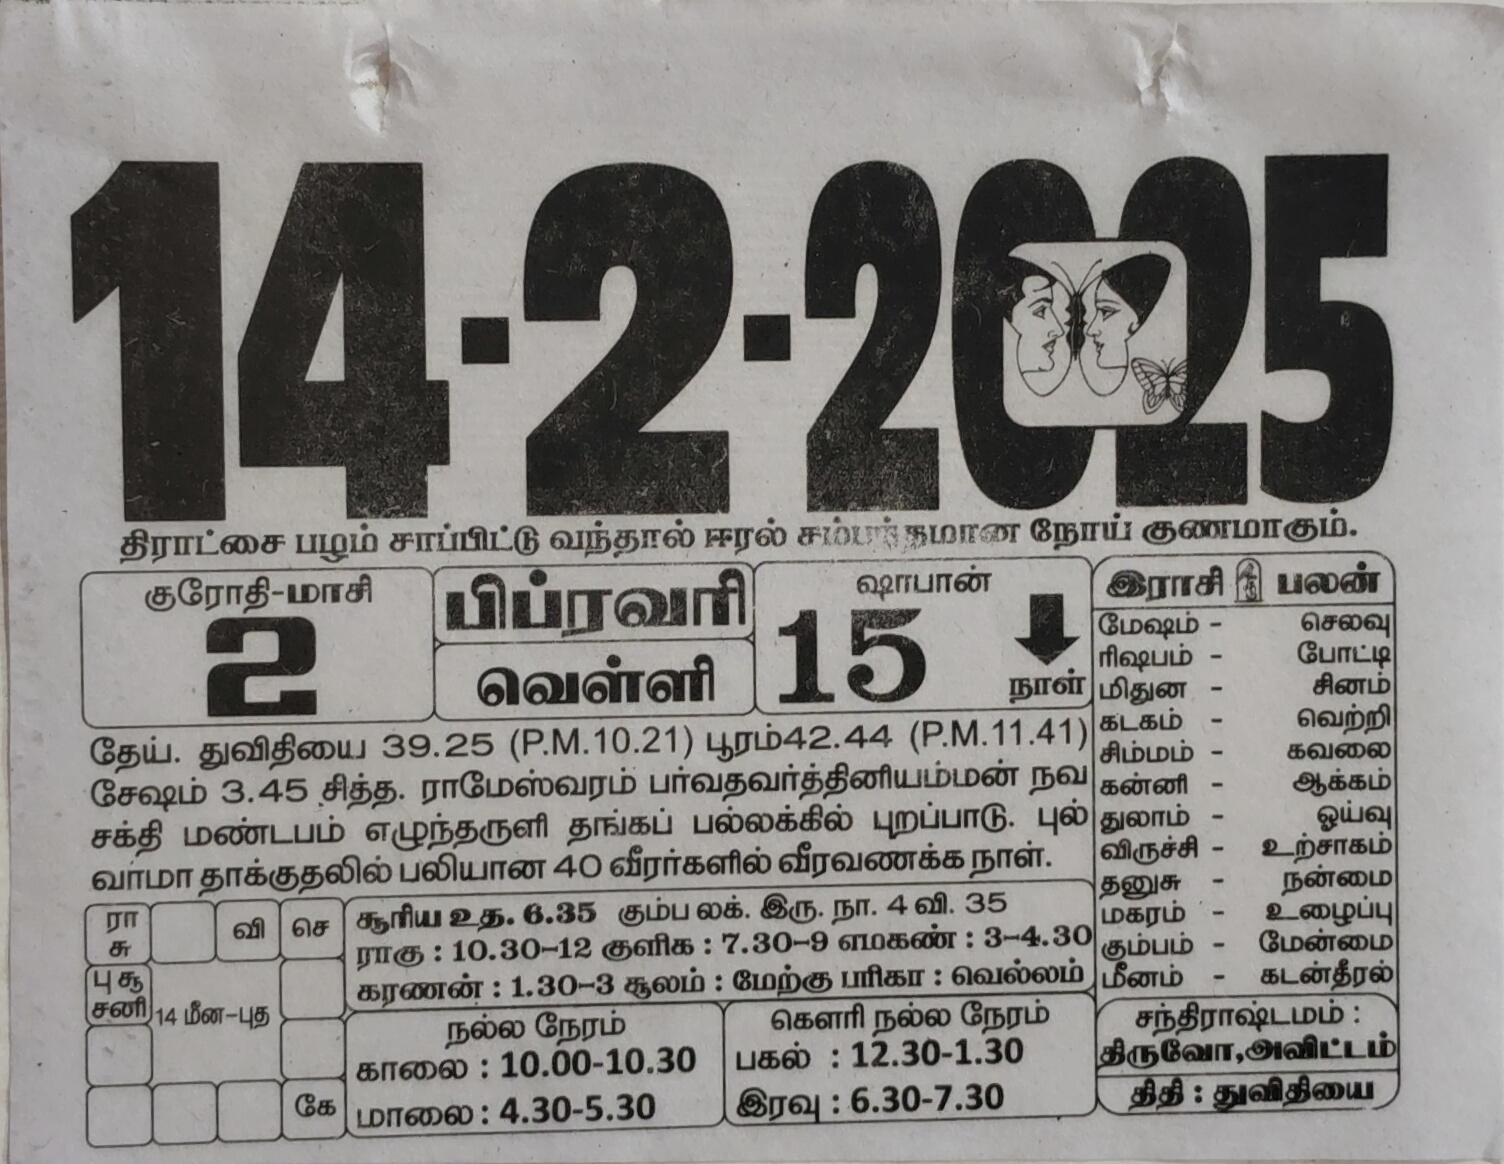 14-2-2025
திராட்சை பழம் சாப்பிட்டு வந்தால் ஈரல் சம்பந்தமான நோய் குணமாகும்.
குரோதி-மாசி
2
பிப்ரவரி
வெள்ளி
ஷாபான்
15
நாள்
தேய். துவிதியை 39.25 (P.M.10.21) பூரம்42.44 (P.M.11.41)
சேஷம் 3.45 சித்த. ராமேஸ்வரம் பர்வதவர்த்தினியம்மன் நவ
சக்தி மண்டபம் எழுந்தருளி தங்கப் பல்லக்கில் புறப்பாடு. புல்
வாமா தாக்குதலில் பலியான 40 வீரர்களில் வீரவணக்க நாள்.
இராசி பலன்
மேஷம் - செலவு
ரிஷபம் - போட்டி
மிதுன - சினம்
கடகம் - வெற்றி
சிம்மம் - கவலை
கன்னி - ஆக்கம்
துலாம் - ஓய்வு
விருச்சி - உற்சாகம்
தனுசு - நன்மை
மகரம் - உழைப்பு
கும்பம் - மேன்மை
மீனம் - கடன்தீரல்
சந்திராஷ்டமம் :
திருவோ,அவிட்டம்
திதி : துவிதியை
ரா
சு
வி
செ
பு சூ
சனி
14 மீன-புத
கே
சூரிய உத. 6.35 கும்ப லக். இரு. நா. 4 வி. 35
ராகு : 10.30-12 குளிக : 7.30-9 எமகண் : 3-4.30
கரணன் : 1.30-3 சூலம் : மேற்கு பரிகா : வெல்லம்
நல்ல நேரம்
காலை : 10.00-10.30
மாலை : 4.30-5.30
கௌரி நல்ல நேரம்
பகல் : 12.30-1.30
இரவு : 6.30-7.30